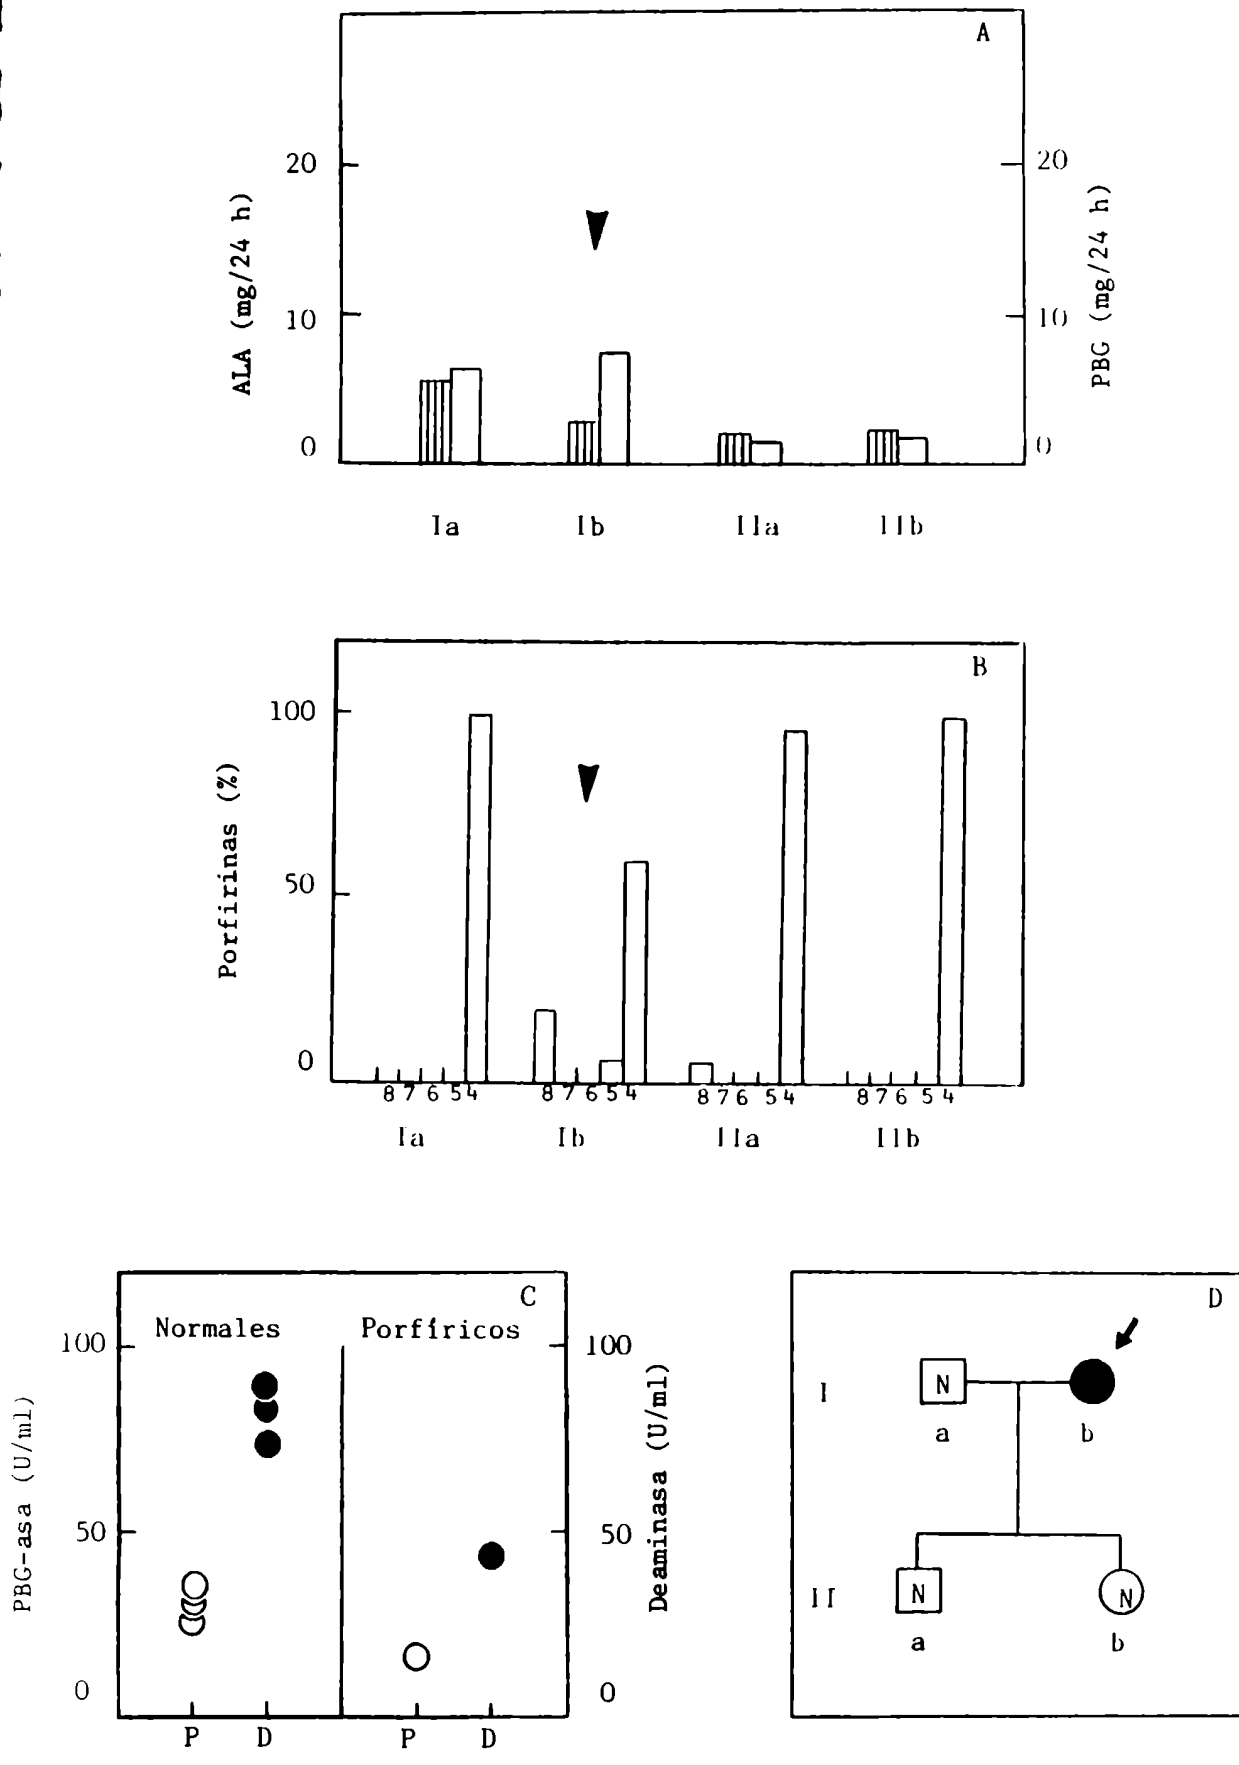 A
20 20
ALA (mg/24 h)
PBG (mg/24 h)
10 10
0 0
Ia Ib IIa IIb
B
100
Porfirinas (%)
50
0
8 7 6 5 4 8 7 6 5 4 8 7 6 5 4 8 7 6 5 4
Ia Ib IIa IIb
C
Normales Porfíricos
100 100
PBG-asa (U/ml)
Deaminasa (U/ml)
50 50
0 0
P D P D
D
I N
a b
II N N
a b